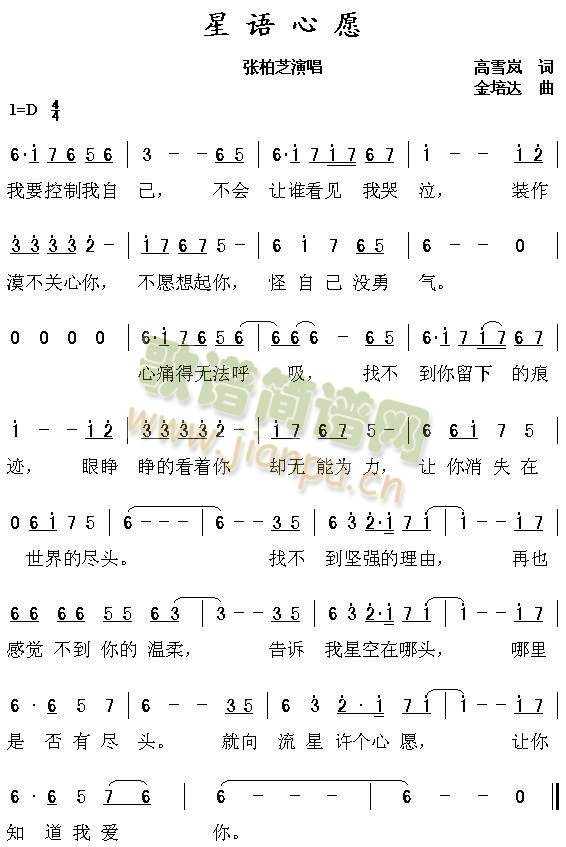 星语心愿
张柏芝演唱 高雪岚 词
金培达 曲
1=D 4/4
6·i 7 6 5 6 | 3 - - 6 5 | 6·i 7 i 7 6 7 | i - - i 2 |
我要控制我自 己, 不会 让谁看见 我哭 泣, 装作
3 3 3 3 2 - | i 7 6 7 5 - | 6 i 7 6 5 | 6 - - 0
漠不关心你, 不愿想起你, 怪 自 己 没勇 气。
0 0 0 0 | 6·i 7 6 5 6 | 6 6 6 - 6 5 | 6·i 7 i 7 6 7
心痛得无法呼 吸, 找不 到你留下 的痕
i - - i 2 | 3 3 3 3 2 - | i 7 6 7 5 - | 6 6 i 7 5
迹, 眼睁 睁的看着你 却无 能为 力, 让 你消 失 在
0 6 i 7 5 | 6 - - - | 6 - - 3 5 | 6 3 2·i 7 i | i - - i 7
世界的尽头。 找不 到坚强的理由, 再也
6 6 6 6 5 5 6 3 | 3 - - 3 5 | 6 3 2·i 7 i | i - - i 7
感觉 不到 你的 温柔, 告诉 我星空在哪头, 哪里
6 · 6 5 7 | 6 - - 3 5 | 6 3 2 · i 7 i | i - - i 7
是 否 有 尽 头。 就向 流 星 许个心 愿, 让你
6 · 6 5 7 6 | 6 - - - | 6 - - 0 ‖
知 道 我 爱 你。
歌谱简谱网
www.jianpu.cn